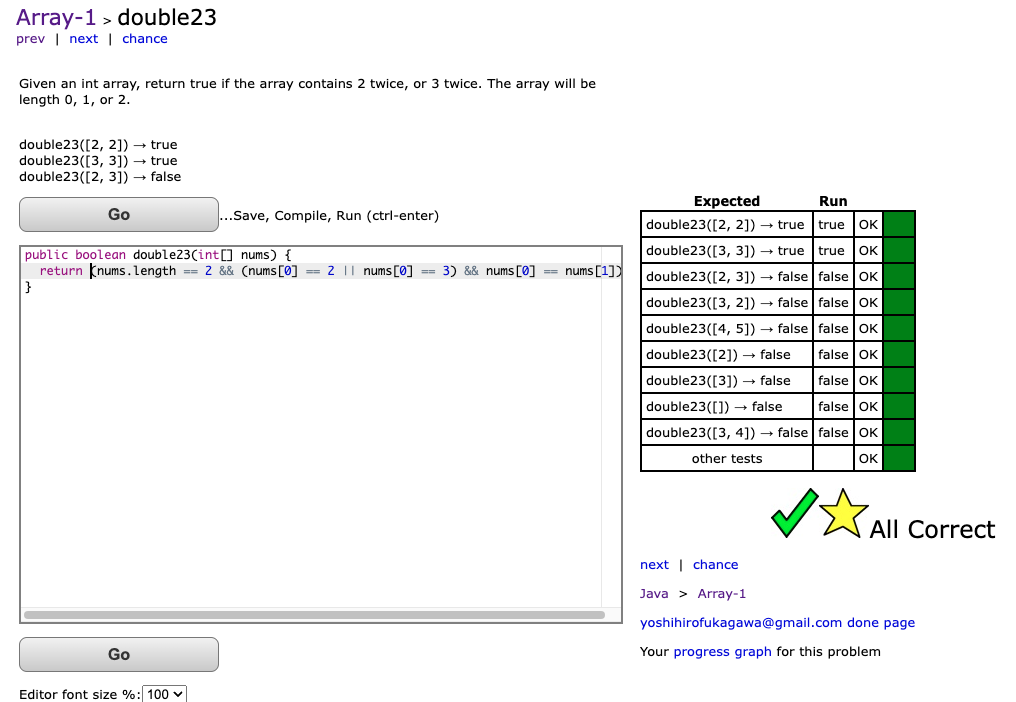 Array-1 > double23
prev | next | chance
Given an int array, return true if the array contains 2 twice, or 3 twice. The array will be
length 0, 1, or 2.
double23([2, 2]) → true
double23([3, 3]) → true
double23([2, 3]) → false
Go ...Save, Compile, Run (ctrl-enter)
public boolean double23(int[] nums) {
return (nums.length == 2 && (nums[0] == 2 || nums[0] == 3) && nums[0] == nums[1])
}
Go
Editor font size %: 100
Expected Run
double23([2, 2]) → true true OK
double23([3, 3]) → true true OK
double23([2, 3]) → false false OK
double23([3, 2]) → false false OK
double23([4, 5]) → false false OK
double23([2]) → false false OK
double23([3]) → false false OK
double23([]) → false false OK
double23([3, 4]) → false false OK
other tests OK
All Correct
next | chance
Java > Array-1
yoshihirofukagawa@gmail.com done page
Your progress graph for this problem